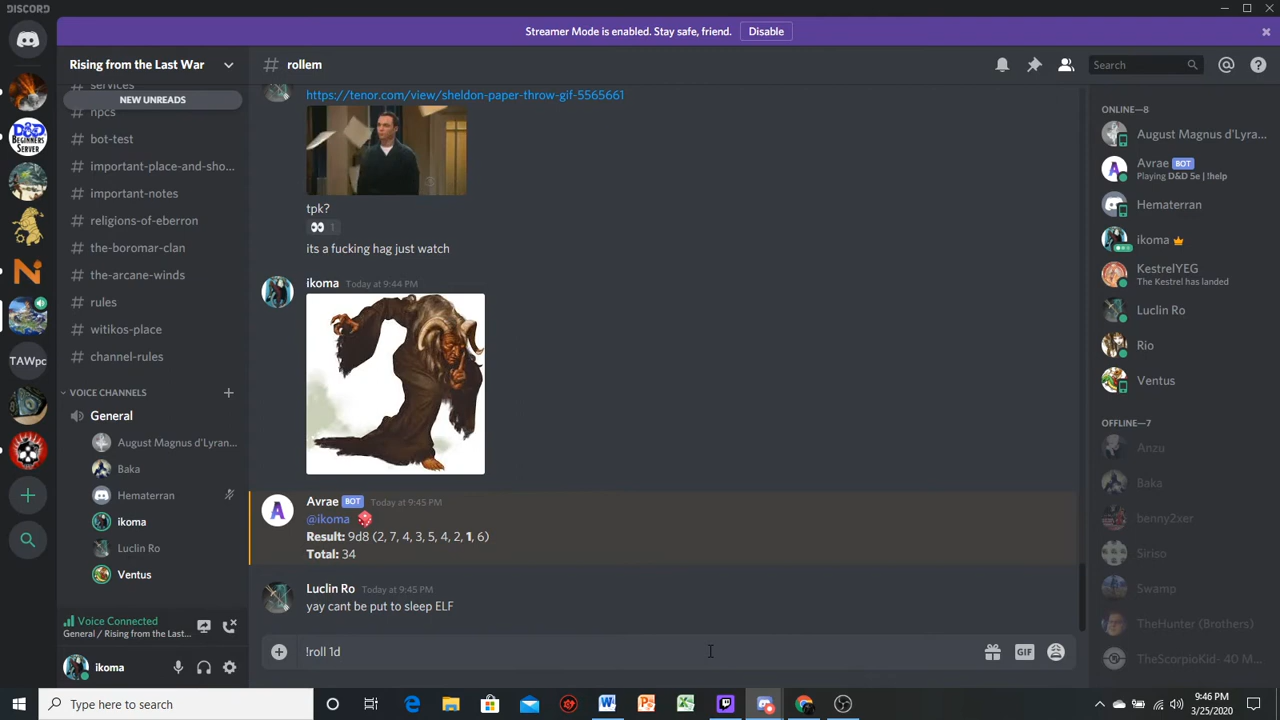 DISCORD
Streamer Mode is enabled. Stay safe, friend.
Disable
Rising from the Last War
# rollem
Search
services
NEW UNREADS
# npcs
# bot-test
# important-place-and-sho...
# important-notes
# religions-of-eberron
# the-boromar-clan
# the-arcane-winds
# rules
# witikos-place
# channel-rules
VOICE CHANNELS
General
August Magnus d'Lyran...
Baka
Hematerran
ikoma
Luclin Ro
Ventus
Voice Connected
General / Rising from the Last...
ikoma
TAWpc
https://tenor.com/view/sheldon-paper-throw-gif-5565661
tpk?
1
its a fucking hag just watch
ikoma Today at 9:44 PM
Avrae BOT Today at 9:45 PM
@ikoma
Result: 9d8 (2, 7, 4, 3, 5, 4, 2, 1, 6)
Total: 34
Luclin Ro Today at 9:45 PM
yay cant be put to sleep ELF
!roll 1d
GIF
ONLINE—8
August Magnus d'Lyra...
Avrae BOT
Playing D&D 5e | !help
Hematerran
ikoma
KestrelYEG
The Kestrel has landed
Luclin Ro
Rio
Ventus
OFFLINE—7
Anzu
Baka
benny2xer
Siriso
Swamp
TheHunter (Brothers)
TheScorpioKid- 40 M...
D&D
BEGINNERS
SERVER
Type here to search
9:46 PM
3/25/2020